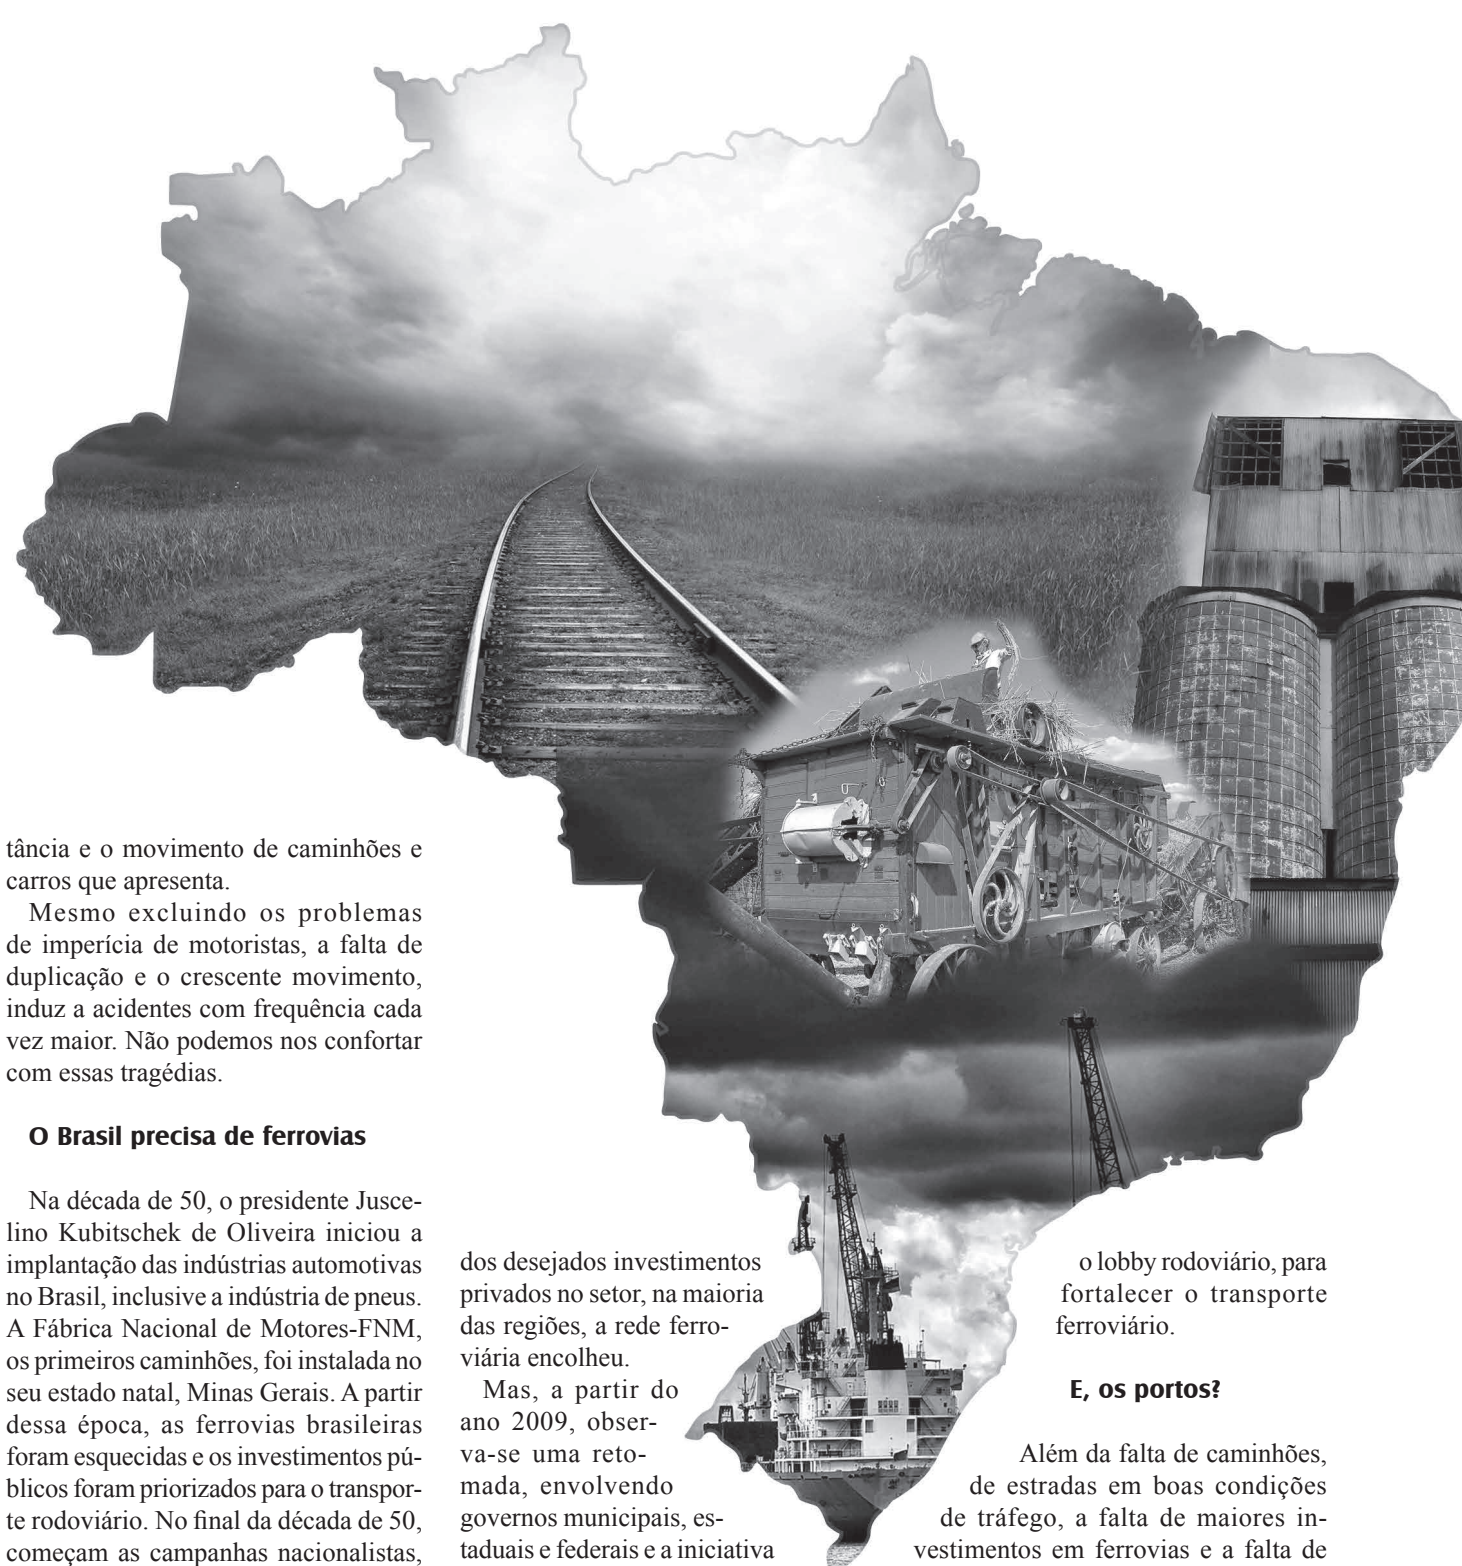 tância e o movimento de caminhões e
carros que apresenta.
Mesmo excluindo os problemas
de imperícia de motoristas, a falta de
duplicação e o crescente movimento,
induz a acidentes com frequência cada
vez maior. Não podemos nos confortar
com essas tragédias.
O Brasil precisa de ferrovias
Na década de 50, o presidente Jusce-
lino Kubitschek de Oliveira iniciou a
implantação das indústrias automotivas
no Brasil, inclusive a indústria de pneus.
A Fábrica Nacional de Motores-FNM,
os primeiros caminhões, foi instalada no
seu estado natal, Minas Gerais. A partir
dessa época, as ferrovias brasileiras
foram esquecidas e os investimentos pú-
blicos foram priorizados para o transpor-
te rodoviário. No final da década de 50,
começam as campanhas nacionalistas,
dos desejados investimentos
privados no setor, na maioria
das regiões, a rede ferro-
viária encolheu.
Mas, a partir do
ano 2009, obser-
va-se uma reto-
mada, envolvendo
governos municipais, es-
taduais e federais e a iniciativa
o lobby rodoviário, para
fortalecer o transporte
ferroviário.
E, os portos?
Além da falta de caminhões,
de estradas em boas condições
de tráfego, a falta de maiores in-
vestimentos em ferrovias e a falta de